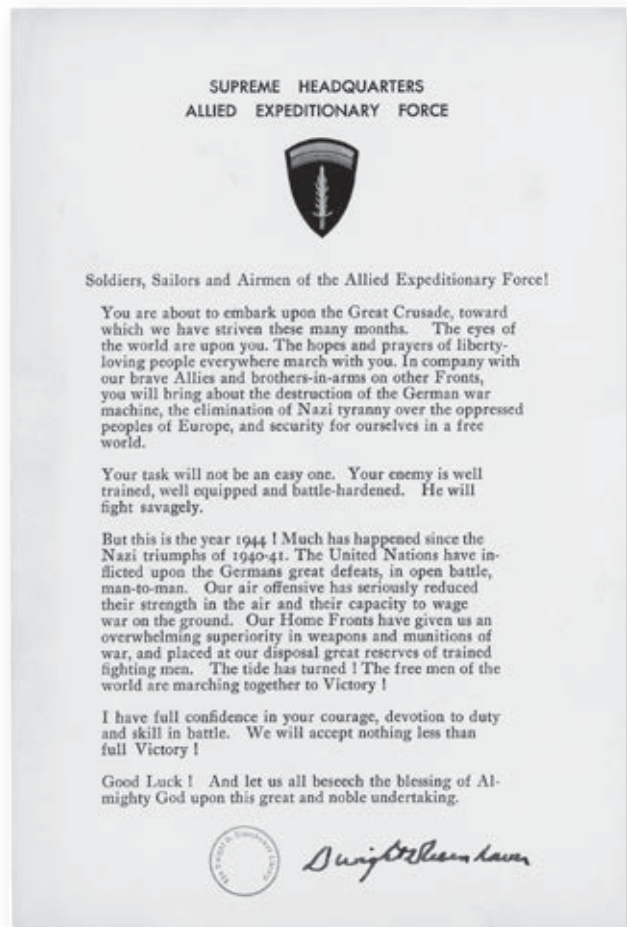 SUPREME HEADQUARTERS
ALLIED EXPEDITIONARY FORCE
Soldiers, Sailors and Airmen of the Allied Expeditionary Force!
You are about to embark upon the Great Crusade, toward
which we have striven these many months. The eyes of
the world are upon you. The hopes and prayers of liberty-
loving people everywhere march with you. In company with
our brave Allies and brothers-in-arms on other Fronts,
you will bring about the destruction of the German war
machine, the elimination of Nazi tyranny over the oppressed
peoples of Europe, and security for ourselves in a free
world.
Your task will not be an easy one. Your enemy is well
trained, well equipped and battle-hardened. He will
fight savagely.
But this is the year 1944 ! Much has happened since the
Nazi triumphs of 1940-41. The United Nations have in-
flicted upon the Germans great defeats, in open battle,
man-to-man. Our air offensive has seriously reduced
their strength in the air and their capacity to wage
war on the ground. Our Home Fronts have given us an
overwhelming superiority in weapons and munitions of
war, and placed at our disposal great reserves of trained
fighting men. The tide has turned ! The free men of the
world are marching together to Victory !
I have full confidence in your courage, devotion to duty
and skill in battle. We will accept nothing less than
full Victory !
Good Luck ! And let us all beseech the blessing of Al-
mighty God upon this great and noble undertaking.
The Dwight D. Eisenhower Library
Dwight D Eisenhower